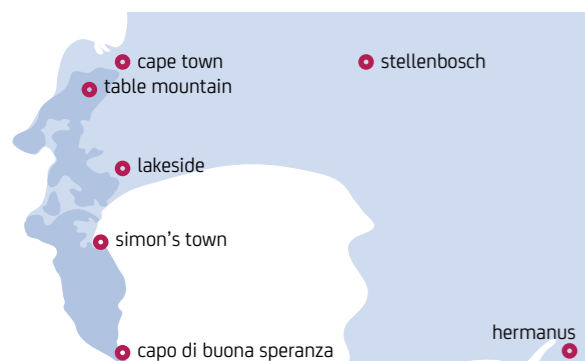 cape town
stellenbosch
table mountain
lakeside
simon's town
hermanus
capo di buona speranza